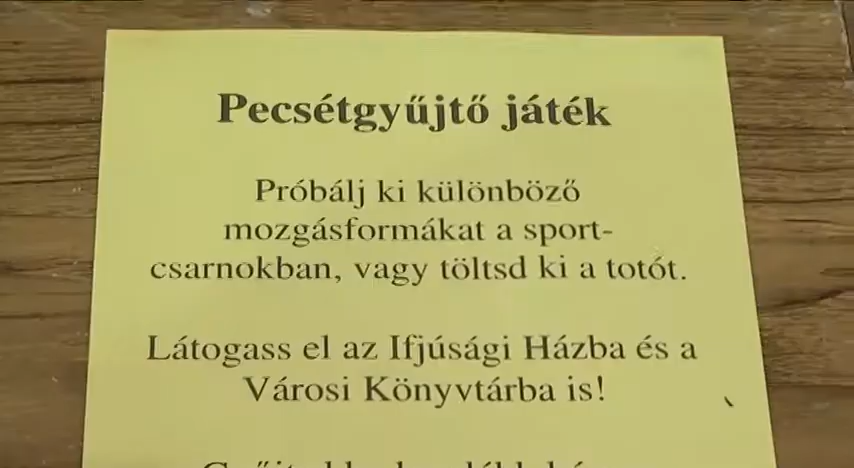 Pecsétgyűjtő játék
Próbálj ki különböző
mozgásformákat a sport-
csarnokban, vagy töltsd ki a totót.
Látogass el az Ifjúsági Házba és a
Városi Könyvtárba is!